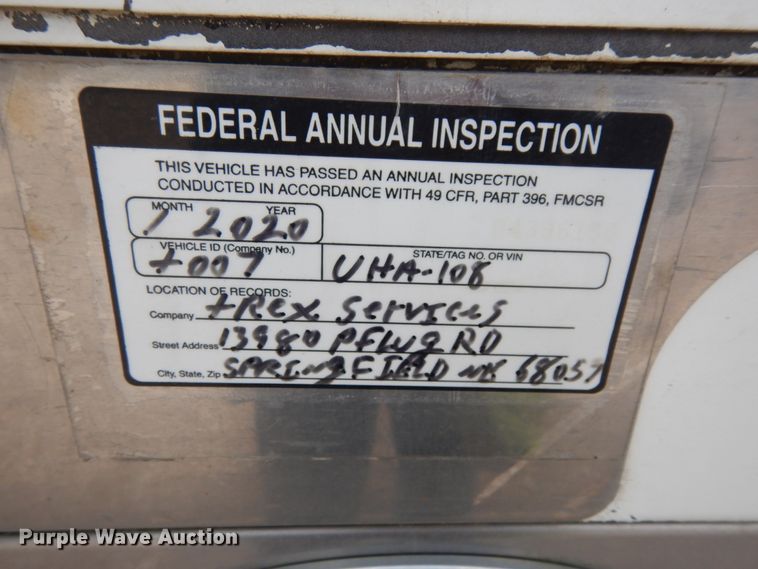 FEDERAL ANNUAL INSPECTION
THIS VEHICLE HAS PASSED AN ANNUAL INSPECTION
CONDUCTED IN ACCORDANCE WITH 49 CFR, PART 396, FMCSR
MONTH YEAR
1 2020
VEHICLE ID (Company No.) STATE/TAG NO. OR VIN
t007 VHA-108
LOCATION OF RECORDS:
Company tRex Services
Street Address 13980 PFlug RD
City, State, Zip SPRingFIELD NE 68059
Purple Wave Auction